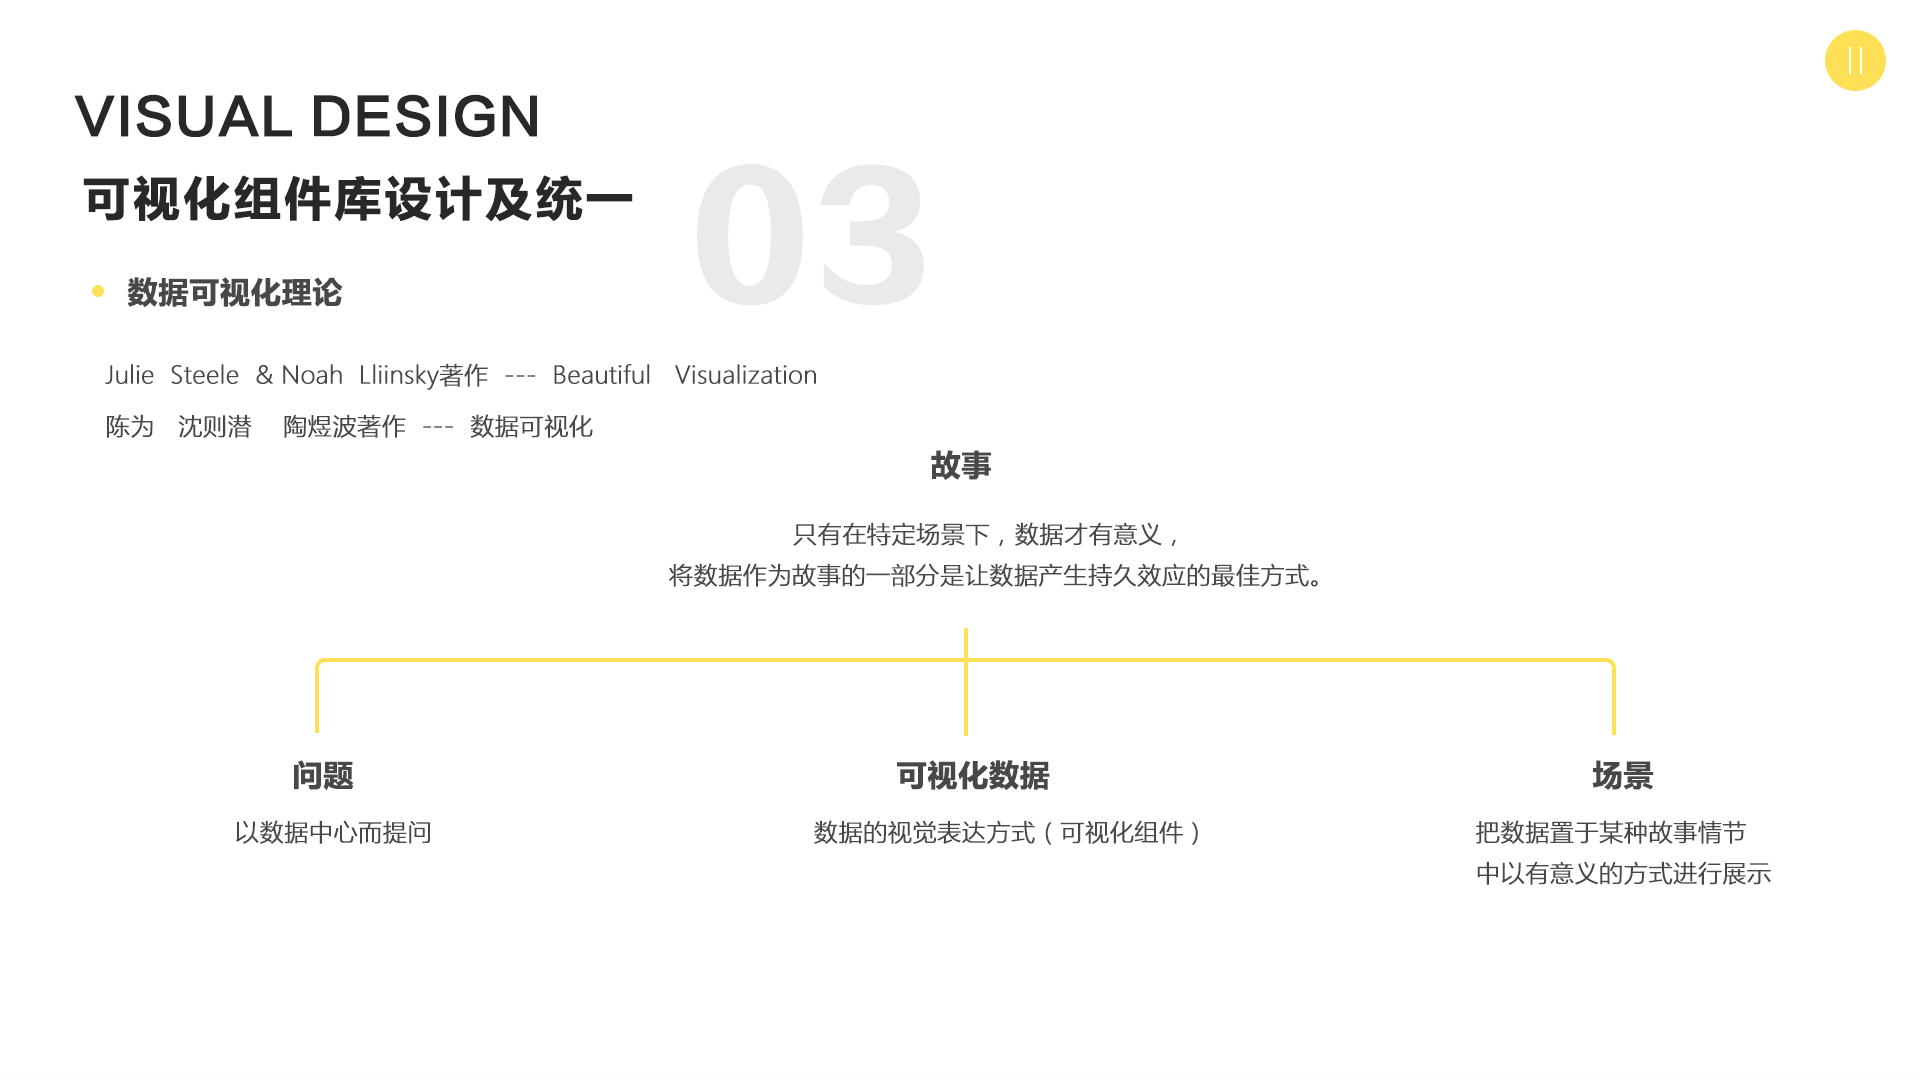 VISUAL DESIGN
可视化组件库设计及统一
03
数据可视化理论
Julie Steele & Noah Lliinsky著作 --- Beautiful Visualization
陈为 沈则潜 陶煜波著作 --- 数据可视化
故事
只有在特定场景下，数据才有意义，
将数据作为故事的一部分是让数据产生持久效应的最佳方式。
问题
以数据中心而提问
可视化数据
数据的视觉表达方式（可视化组件）
场景
把数据置于某种故事情节
中以有意义的方式进行展示